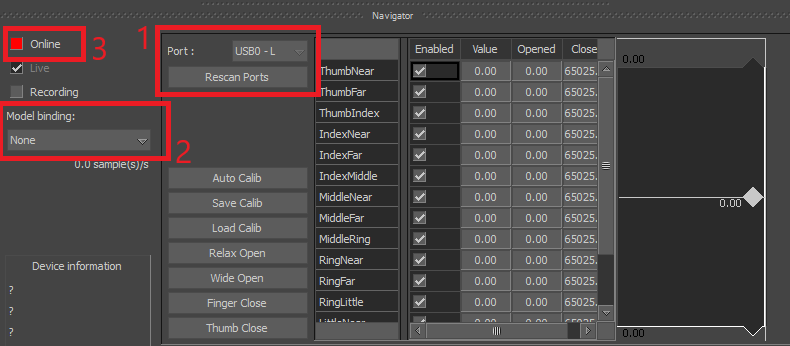 Navigator
3
Online
Live
Recording
Model binding:
None
2
0.0 sample(s)/s
Device information
?
?
?
1
Port :
USB0 - L
Rescan Ports
Auto Calib
Save Calib
Load Calib
Relax Open
Wide Open
Finger Close
Thumb Close
Enabled Value Opened Close
ThumbNear 0.00 0.00 65025.
ThumbFar 0.00 0.00 65025.
ThumbIndex 0.00 0.00 65025.
IndexNear 0.00 0.00 65025.
IndexFar 0.00 0.00 65025.
IndexMiddle 0.00 0.00 65025.
MiddleNear 0.00 0.00 65025.
MiddleFar 0.00 0.00 65025.
MiddleRing 0.00 0.00 65025.
RingNear 0.00 0.00 65025.
RingFar 0.00 0.00 65025.
RingLittle 0.00 0.00 65025.
0.00
0.00
0.00